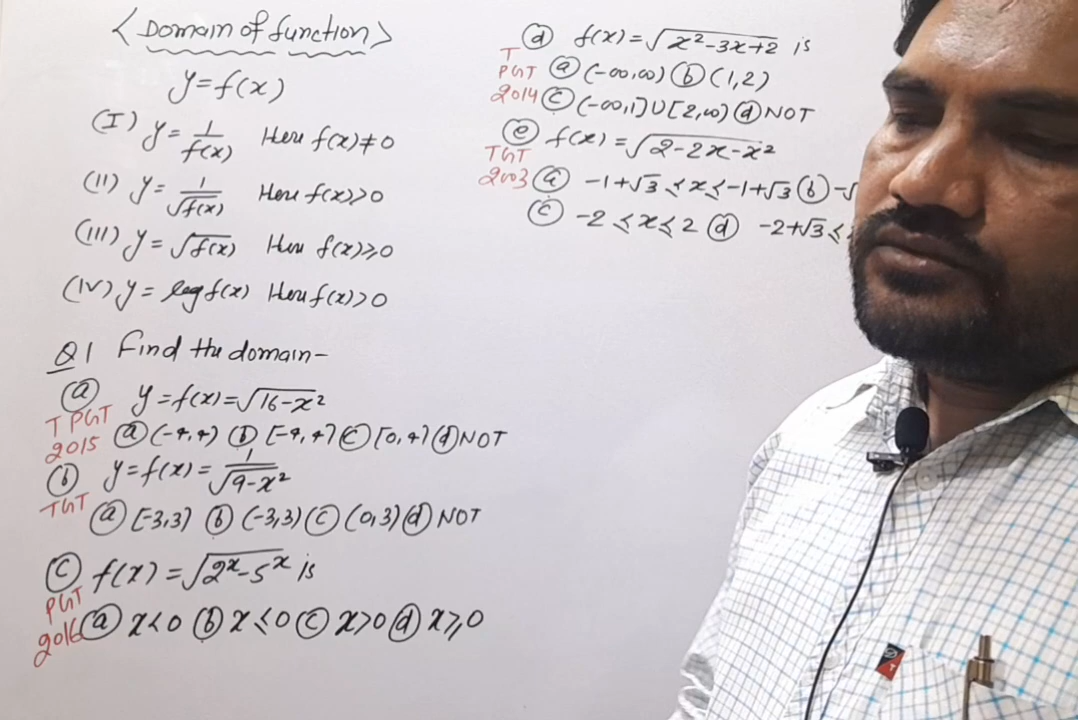 < Domain of function >
y = f(x)
(I) y = 1/f(x) Here f(x) ≠ 0
(II) y = 1/√f(x) Here f(x) > 0
(III) y = √f(x) Here f(x) ≥ 0
(IV) y = log f(x) Here f(x) > 0
Q1 Find the domain-
(a) y = f(x) = √16-x²
T PGT
2015 (a) (-4,4) (b) [-4,4] (c) [0,4) (d) NOT
(b) y = f(x) = 1/√9-x²
TGT
(a) [-3,3) (b) (-3,3) (c) (0,3) (d) NOT
(c) f(x) = √2ˣ-5ˣ is
PGT
2016 (a) x<0 (b) x≤0 (c) x>0 (d) x≥0
(d) f(x) = √x²-3x+2 is
T
PGT (a) (-∞,∞) (b) (1,2)
2014 (c) (-∞,1] ∪ [2,∞) (d) NOT
(e) f(x) = √2-2x-x²
TGT
2003 (a) -1+√3 ≤ x ≤ -1+√3 (b) -√
(c) -2 ≤ x ≤ 2 (d) -2+√3 ≤